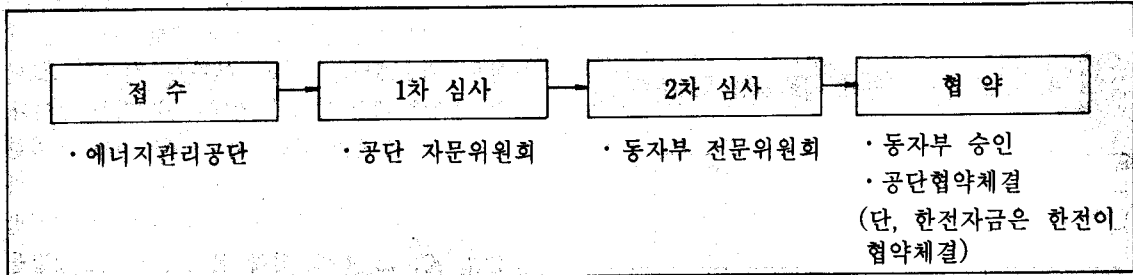 접 수
1차 심사
2차 심사
협 약
· 에너지관리공단
· 공단 자문위원회
· 동자부 전문위원회
· 동자부 승인
· 공단협약체결
(단, 한전자금은 한전이
협약체결)